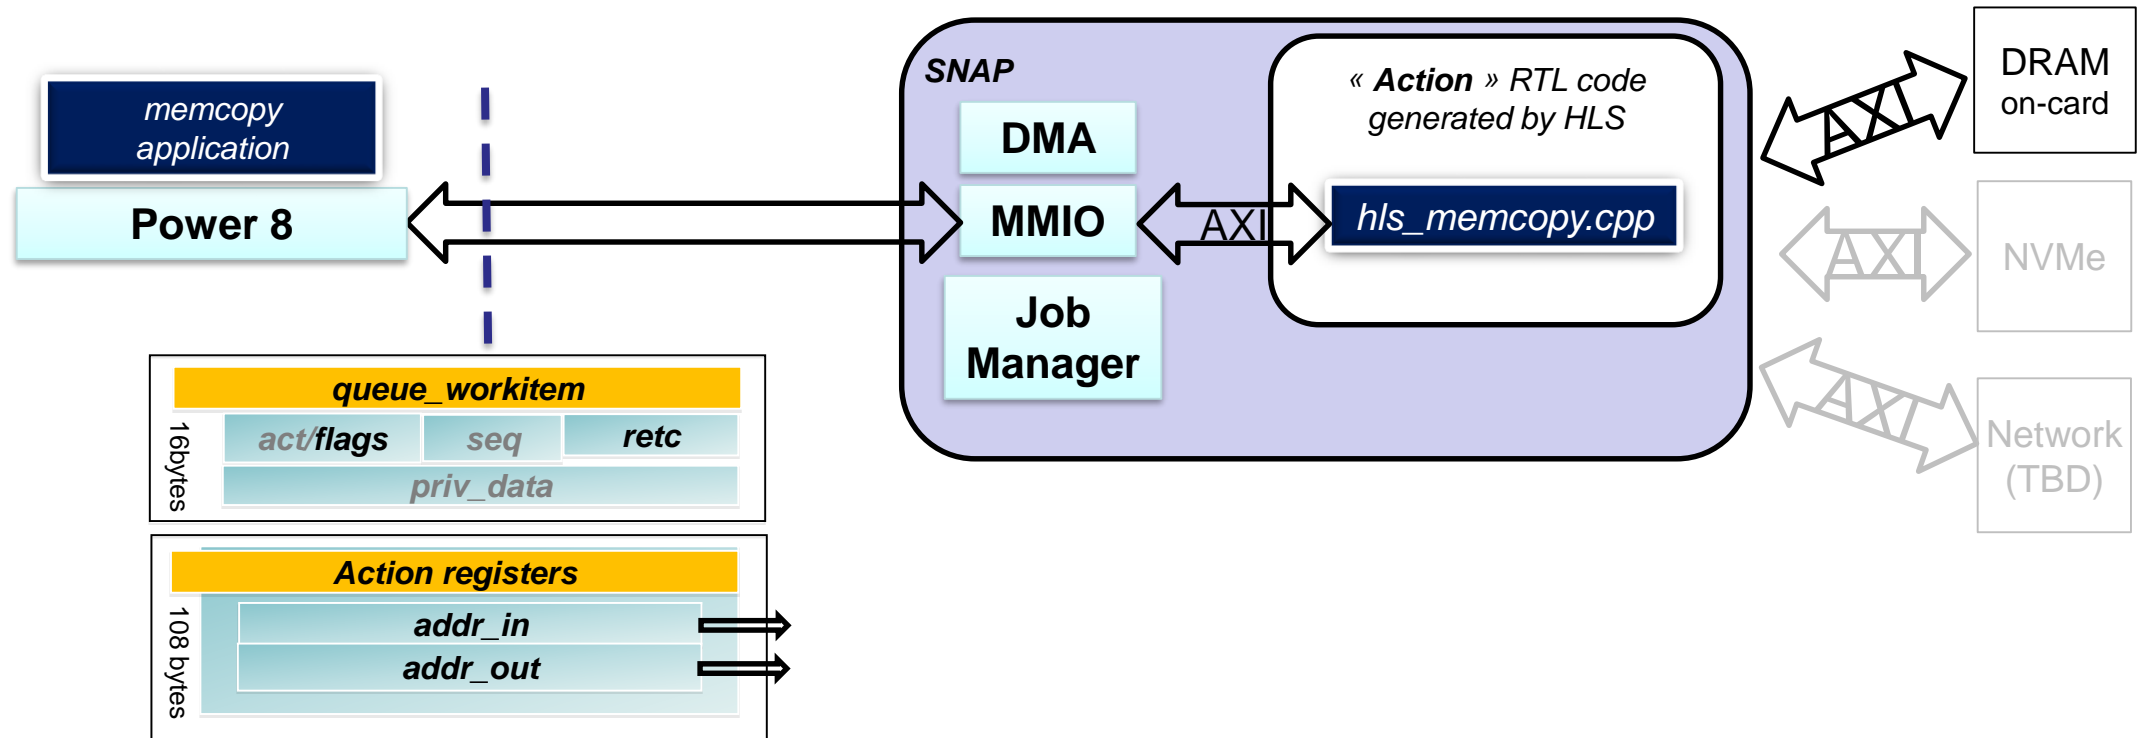 memcopy
application
Power 8
SNAP
DMA
MMIO
Job
Manager
« Action » RTL code
generated by HLS
AXI
hls_memcopy.cpp
AXI
DRAM
on-card
AXI
NVMe
AXI
Network
(TBD)
queue_workitem
16bytes
act/flags
seq
retc
priv_data
Action registers
108 bytes
addr_in
addr_out